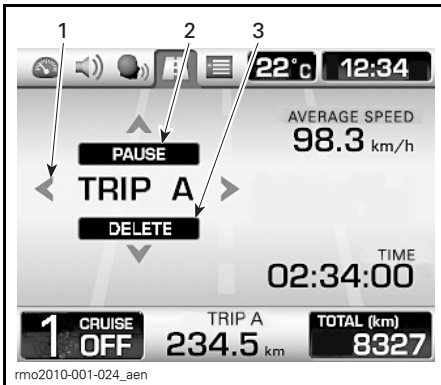 1 2 3
22°c 12:34
AVERAGE SPEED
98.3 km/h
PAUSE
TRIP A
DELETE
TIME
02:34:00
1 CRUISE OFF
TRIP A
234.5 km
TOTAL (km)
8327
rmo2010-001-024_aen